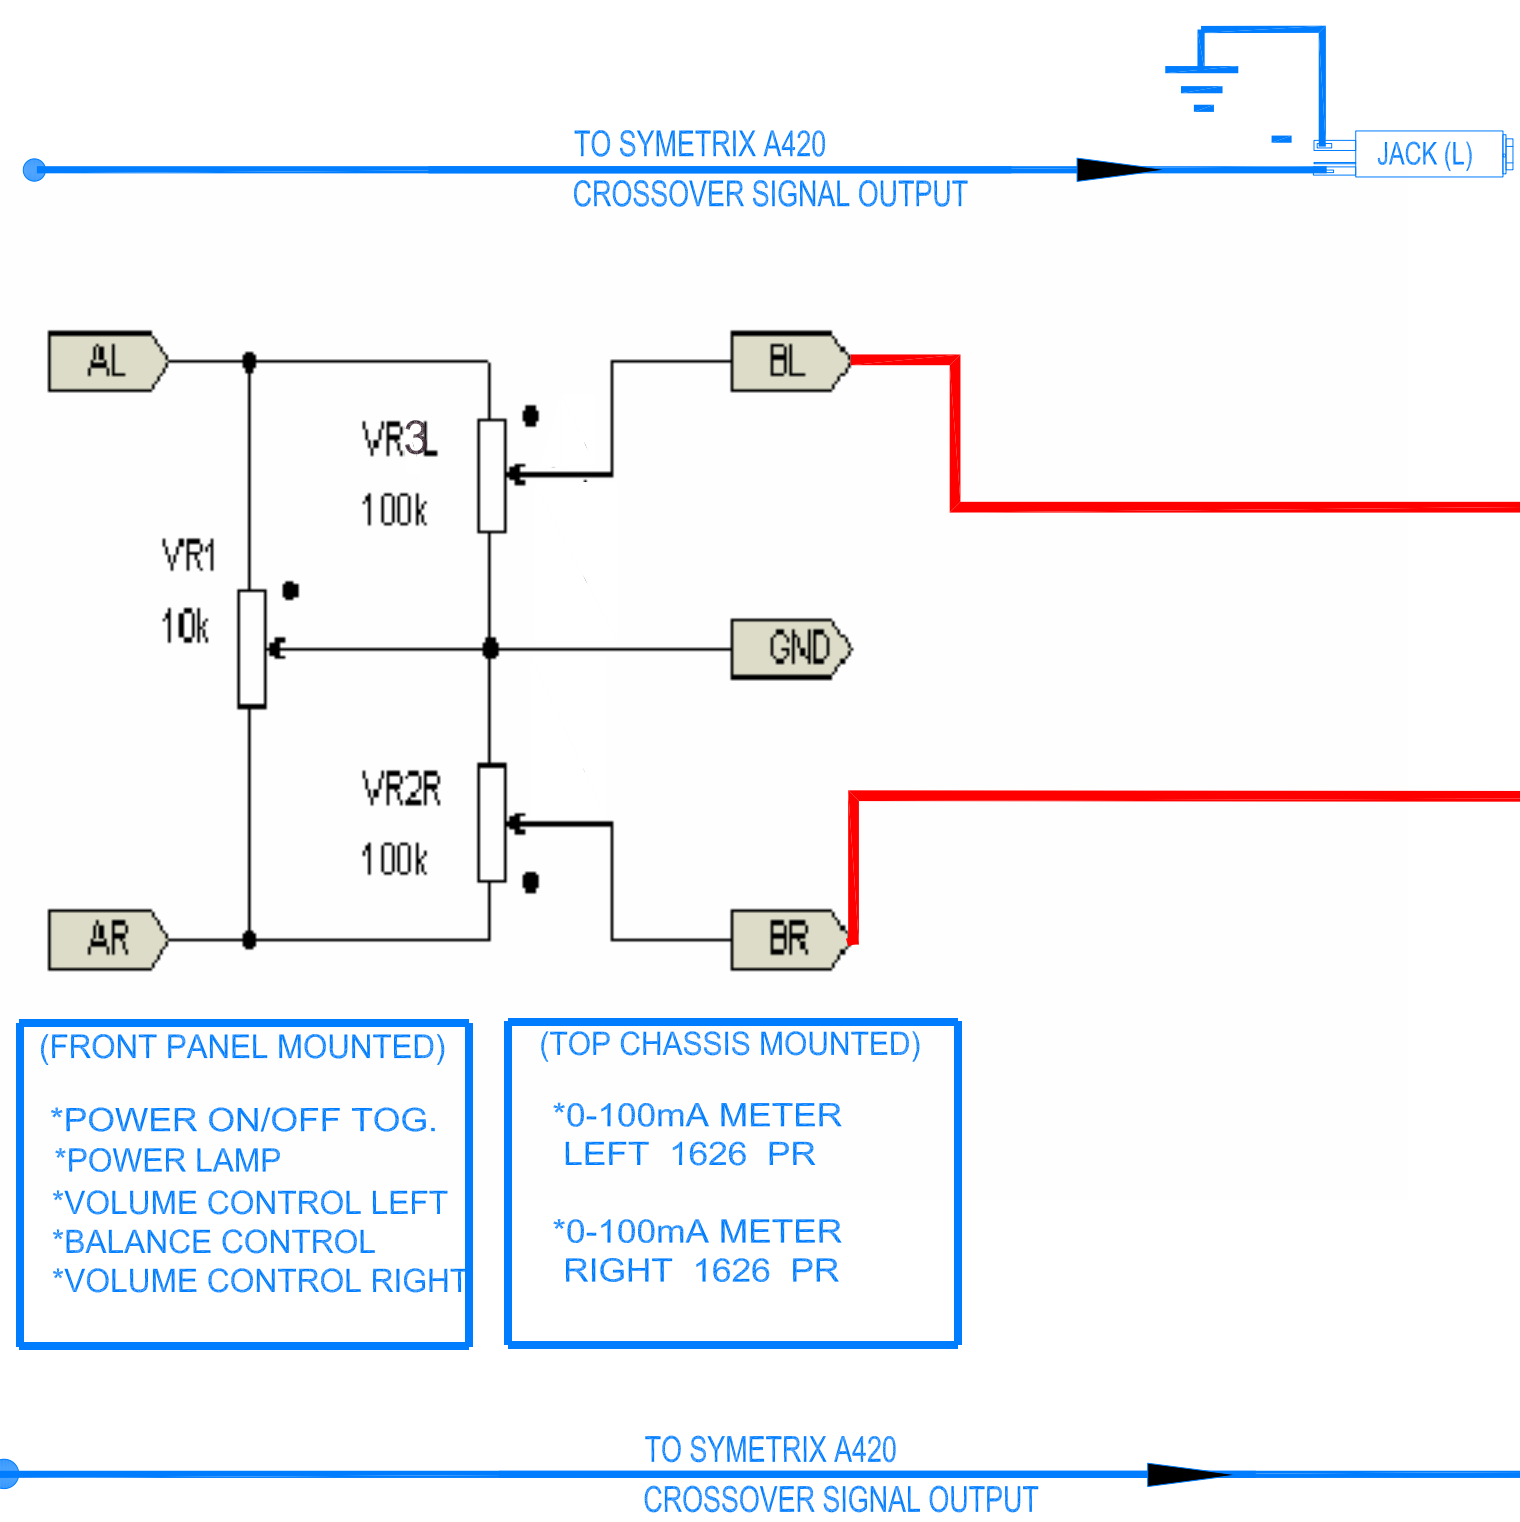 TO SYMETRIX A420
CROSSOVER SIGNAL OUTPUT
JACK (L)
AL
BL
VR3L
100k
VR1
10k
GND
VR2R
100k
AR
BR
(FRONT PANEL MOUNTED)
*POWER ON/OFF TOG.
*POWER LAMP
*VOLUME CONTROL LEFT
*BALANCE CONTROL
*VOLUME CONTROL RIGHT
(TOP CHASSIS MOUNTED)
*0-100mA METER
LEFT 1626 PR
*0-100mA METER
RIGHT 1626 PR
TO SYMETRIX A420
CROSSOVER SIGNAL OUTPUT